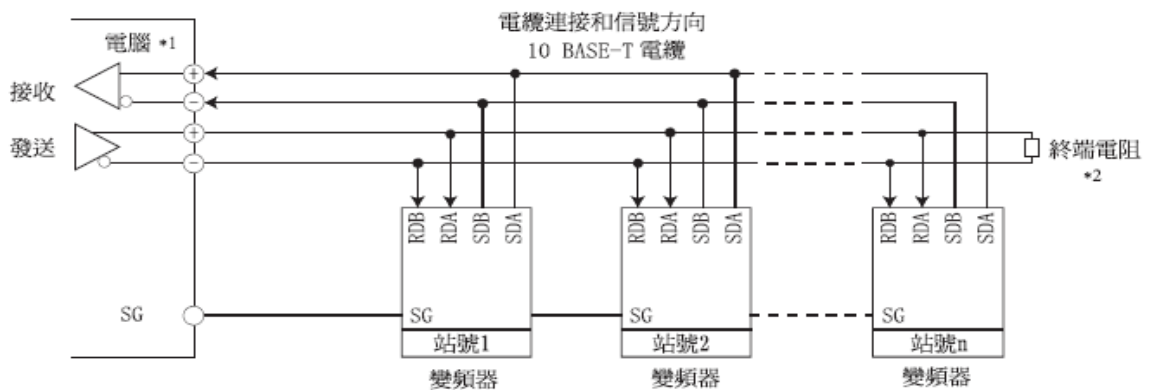 電纜連接和信號方向
10 BASE-T 電纜
電腦 *1
接收
+
−
發送
+
−
終端電阻
*2
RDB RDA SDB SDA
RDB RDA SDB SDA
RDB RDA SDB SDA
SG
SG
SG
SG
站號1
站號2
站號n
變頻器
變頻器
變頻器